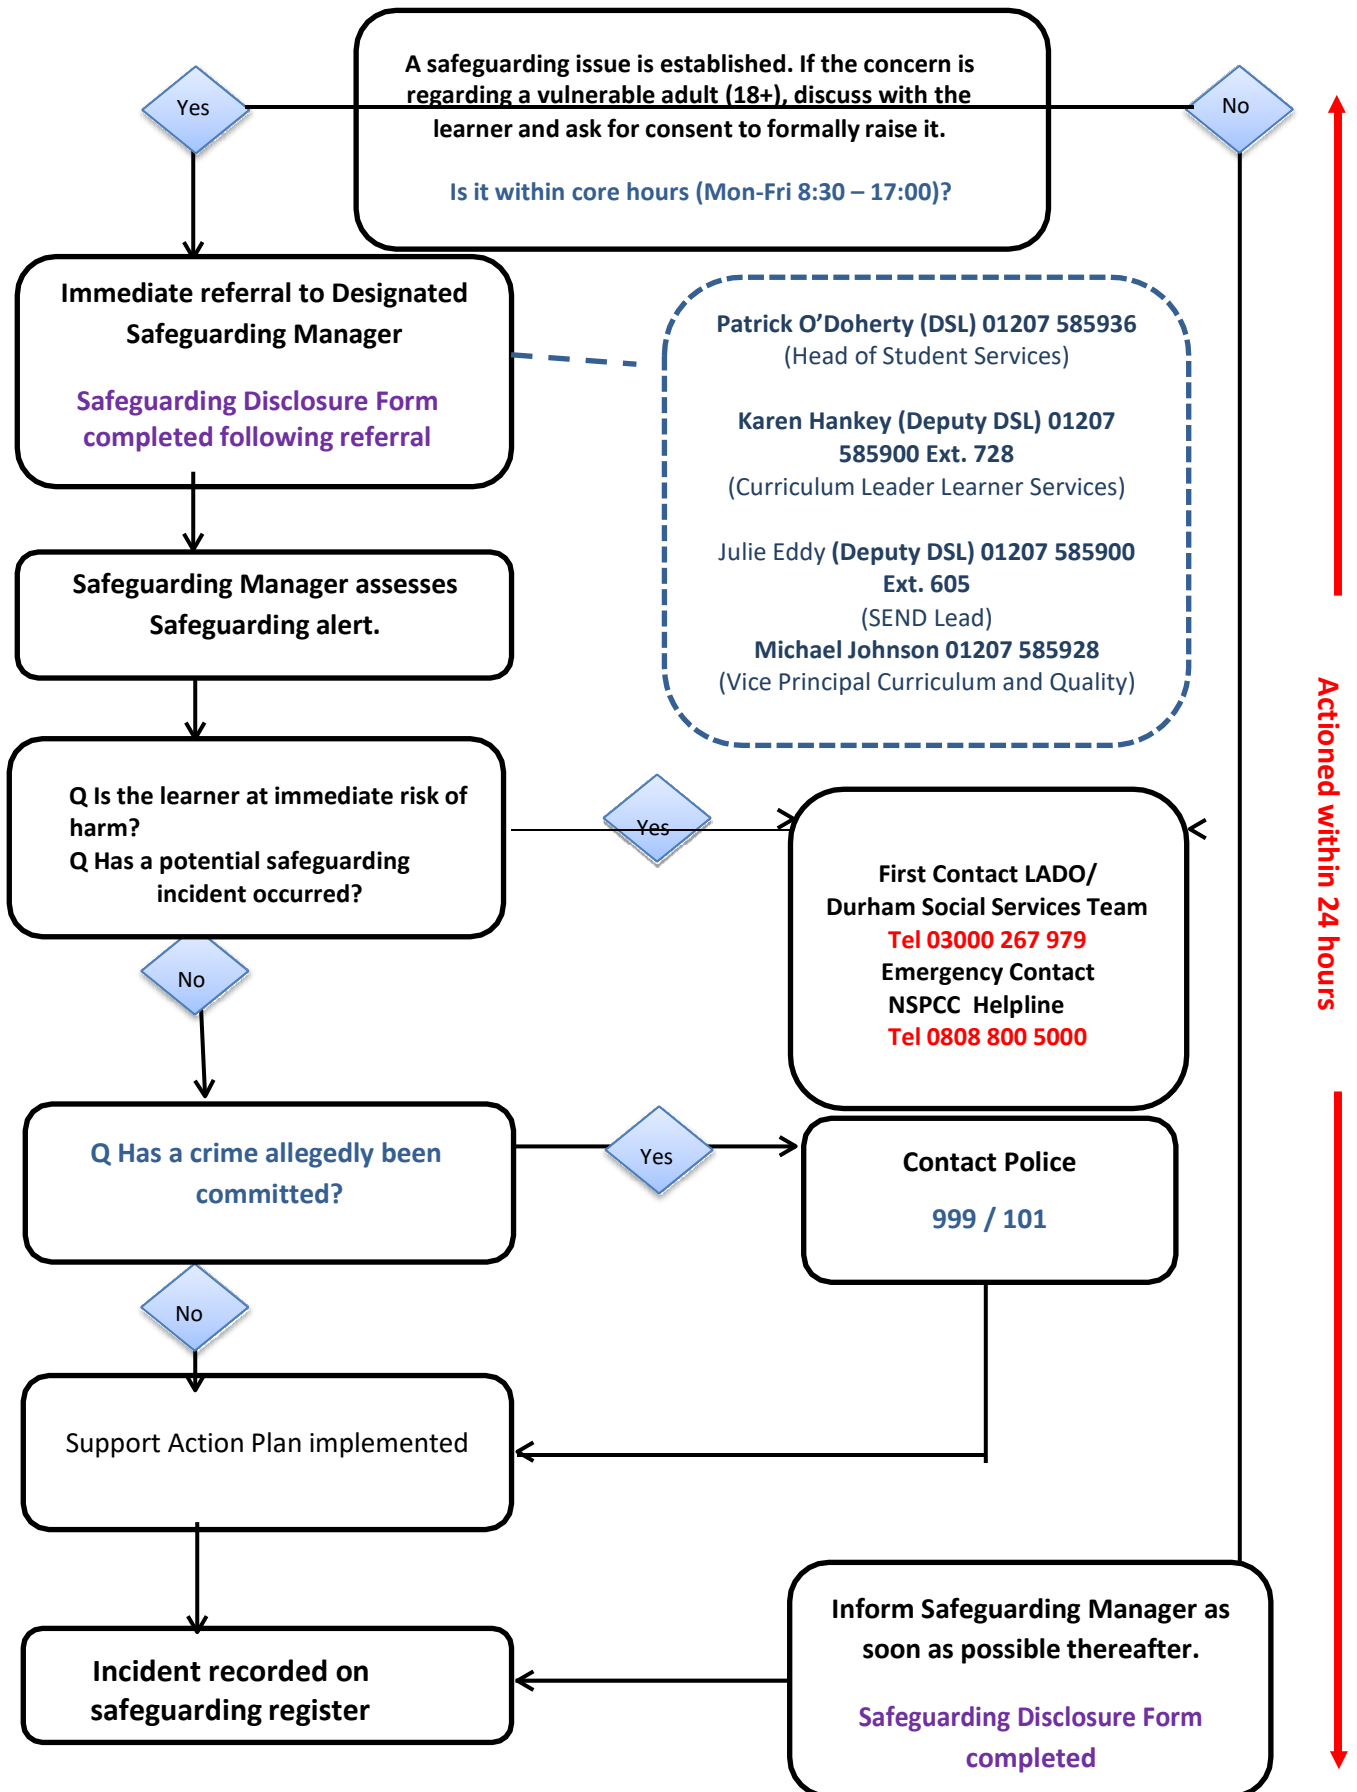 A safeguarding issue is established. If the concern is
regarding a vulnerable adult (18+), discuss with the
learner and ask for consent to formally raise it.
Is it within core hours (Mon-Fri 8:30 – 17:00)?
Yes
No
Immediate referral to Designated
Safeguarding Manager
Safeguarding Disclosure Form
completed following referral
Patrick O’Doherty (DSL) 01207 585936
(Head of Student Services)
Karen Hankey (Deputy DSL) 01207
585900 Ext. 728
(Curriculum Leader Learner Services)
Julie Eddy (Deputy DSL) 01207 585900
Ext. 605
(SEND Lead)
Michael Johnson 01207 585928
(Vice Principal Curriculum and Quality)
Safeguarding Manager assesses
Safeguarding alert.
Q Is the learner at immediate risk of
harm?
Q Has a potential safeguarding
incident occurred?
Yes
First Contact LADO/
Durham Social Services Team
Tel 03000 267 979
Emergency Contact
NSPCC  Helpline
Tel 0808 800 5000
Actioned within 24 hours
No
Q Has a crime allegedly been
committed?
Yes
Contact Police
999 / 101
No
Support Action Plan implemented
Inform Safeguarding Manager as
soon as possible thereafter.
Safeguarding Disclosure Form
completed
Incident recorded on
safeguarding register